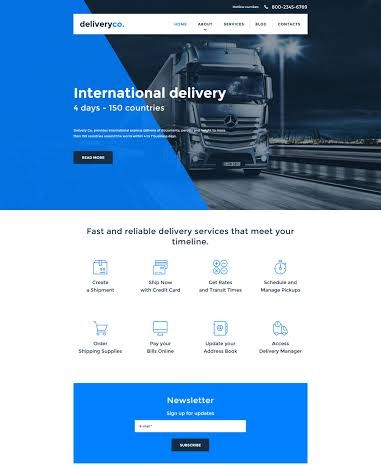 Hotline number: 800-2345-6789
deliveryco.
HOME ABOUT SERVICES BLOG CONTACTS
International delivery
4 days - 150 countries
Delivery Co. provides international express delivery of documents, parcels and freight to more
than 150 countries around the world within 4 to 7 business days.
READ MORE
Fast and reliable delivery services that meet your
timeline.
Create
a Shipment
Ship Now
with Credit Card
Get Rates
and Transit Times
Schedule and
Manage Pickups
Order
Shipping Supplies
Pay your
Bills Online
Update your
Address Book
Access
Delivery Manager
Newsletter
Sign up for updates
E-mail *
SUBSCRIBE